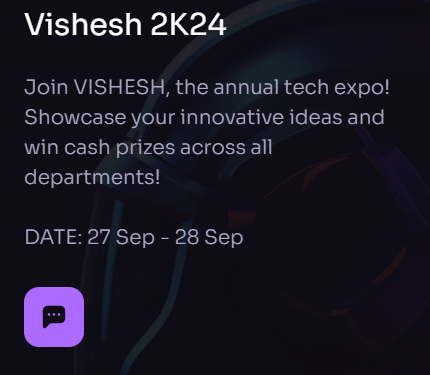 Vishesh 2K24
Join VISHESH, the annual tech expo!
Showcase your innovative ideas and
win cash prizes across all
departments!
DATE: 27 Sep - 28 Sep